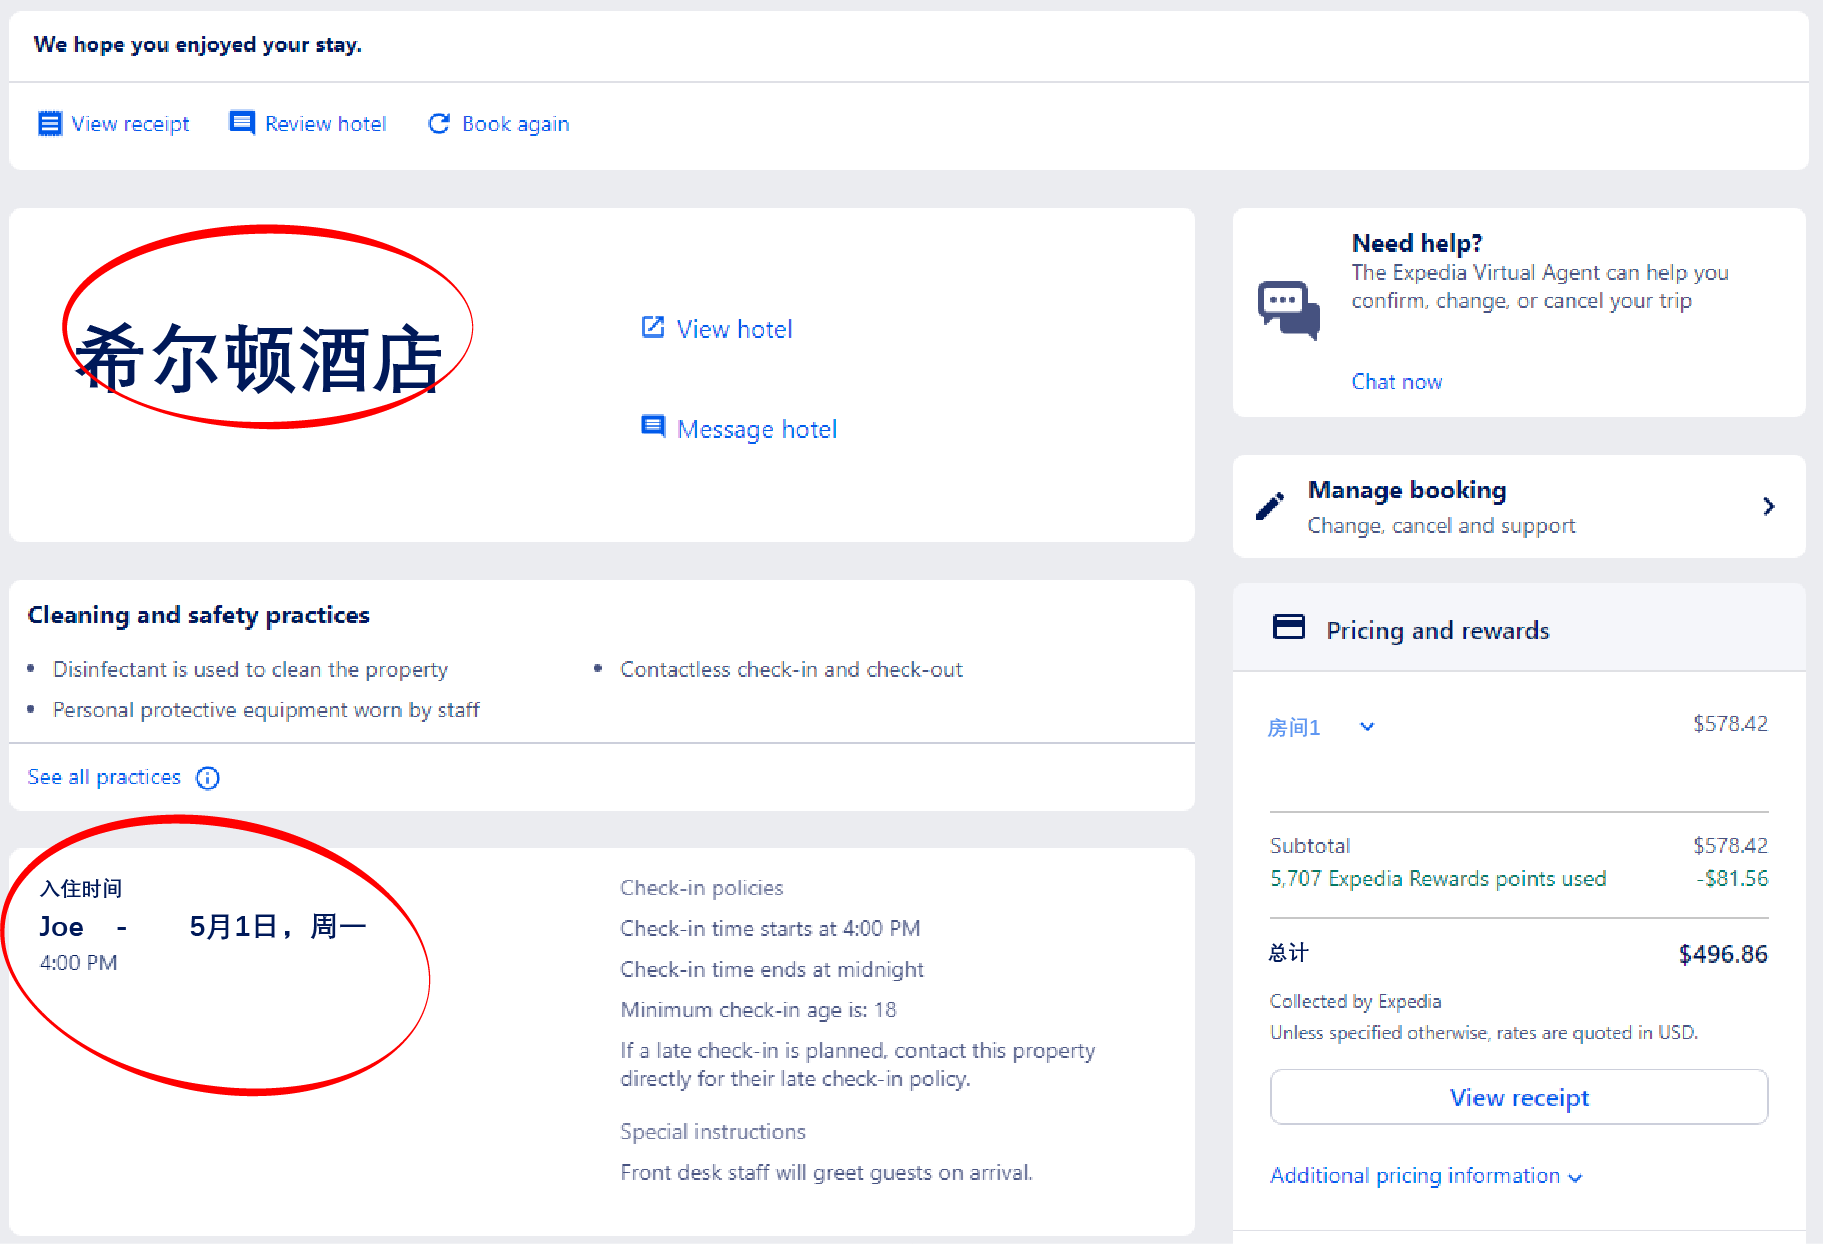 We hope you enjoyed your stay.
View receipt
Review hotel
Book again
希尔顿酒店
View hotel
Message hotel
Need help?
The Expedia Virtual Agent can help you
confirm, change, or cancel your trip
Chat now
Manage booking
Change, cancel and support
Cleaning and safety practices
• Disinfectant is used to clean the property
• Contactless check-in and check-out
• Personal protective equipment worn by staff
See all practices
入住时间
Joe - 5月1日，周一
4:00 PM
Check-in policies
Check-in time starts at 4:00 PM
Check-in time ends at midnight
Minimum check-in age is: 18
If a late check-in is planned, contact this property
directly for their late check-in policy.
Special instructions
Front desk staff will greet guests on arrival.
Pricing and rewards
房间1 $578.42
Subtotal $578.42
5,707 Expedia Rewards points used -$81.56
总计 $496.86
Collected by Expedia
Unless specified otherwise, rates are quoted in USD.
View receipt
Additional pricing information